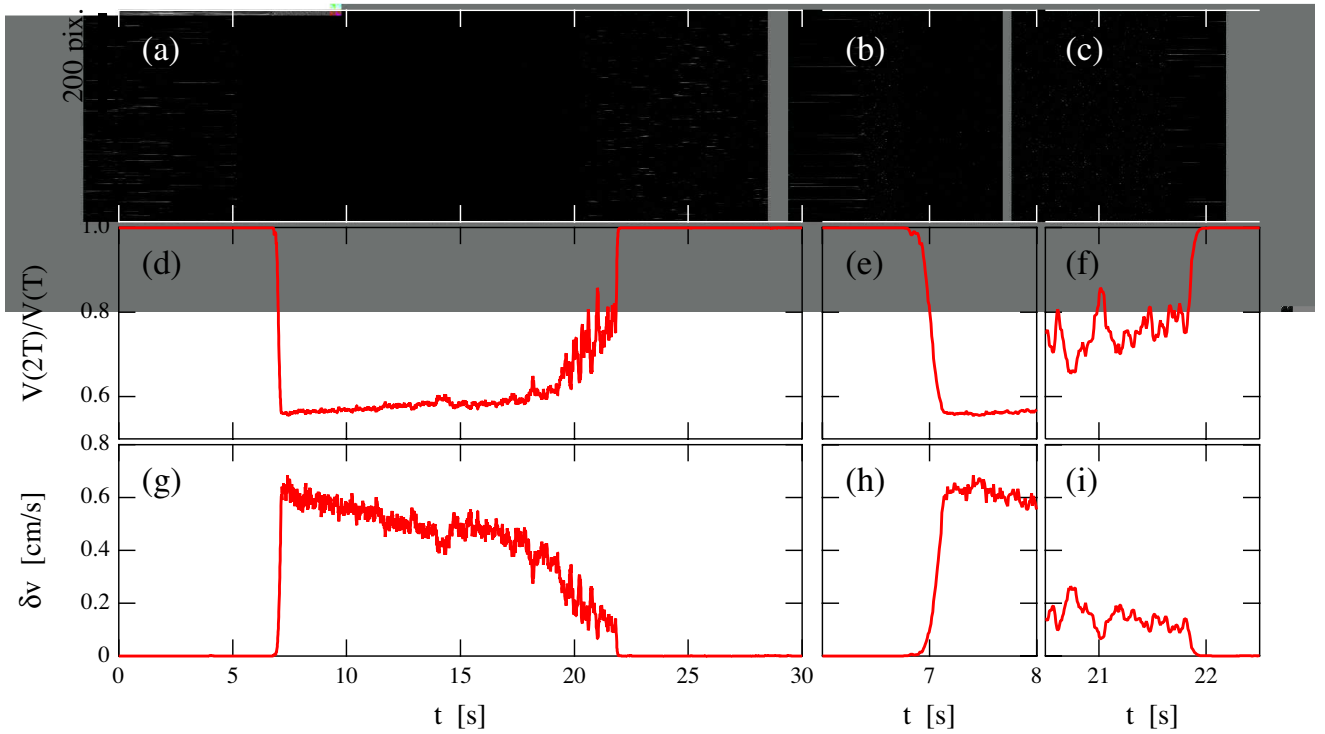 200 pix.
(a)
(b)
(c)
V(2T)/V(T)
1.0
0.8
0.6
(d)
(e)
(f)
δv [cm/s]
0.8
0.6
0.4
0.2
0
(g)
(h)
(i)
0 5 10 15 20 25 30 7 8 21 22
t [s] t [s] t [s]